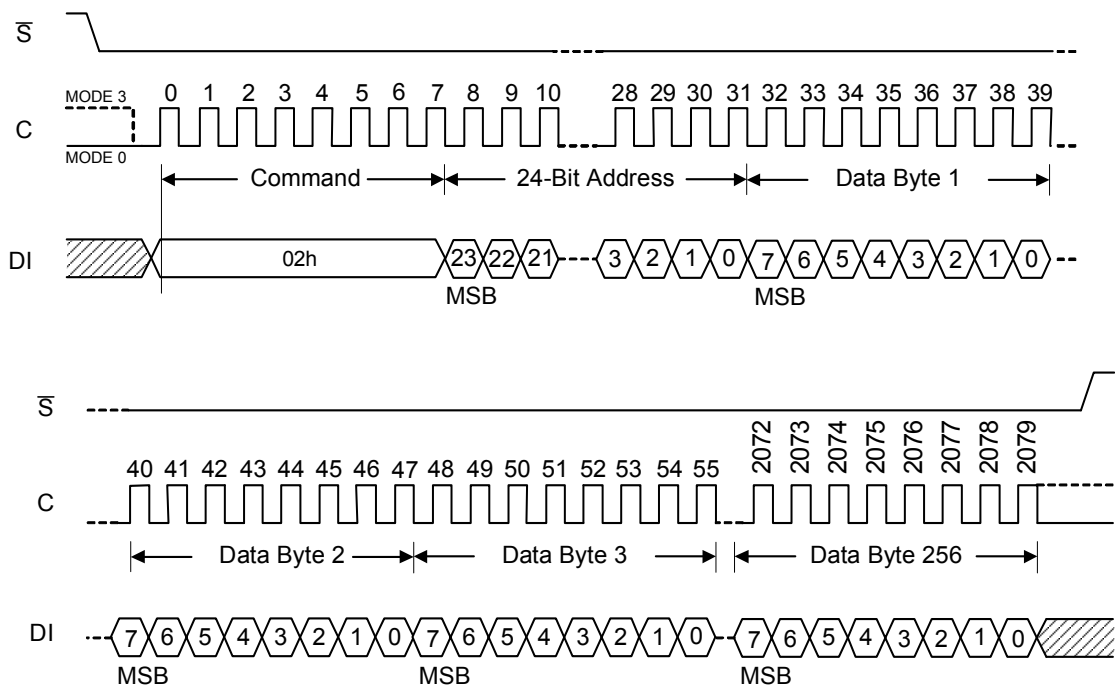 S̅
MODE 3
0 1 2 3 4 5 6 7 8 9 10 28 29 30 31 32 33 34 35 36 37 38 39
C
MODE 0
Command 24-Bit Address Data Byte 1
DI 02h 23 22 21 3 2 1 0 7 6 5 4 3 2 1 0
MSB MSB
S̅
2072 2073 2074 2075 2076 2077 2078 2079
40 41 42 43 44 45 46 47 48 49 50 51 52 53 54 55
C
Data Byte 2 Data Byte 3 Data Byte 256
DI 7 6 5 4 3 2 1 0 7 6 5 4 3 2 1 0 7 6 5 4 3 2 1 0
MSB MSB MSB